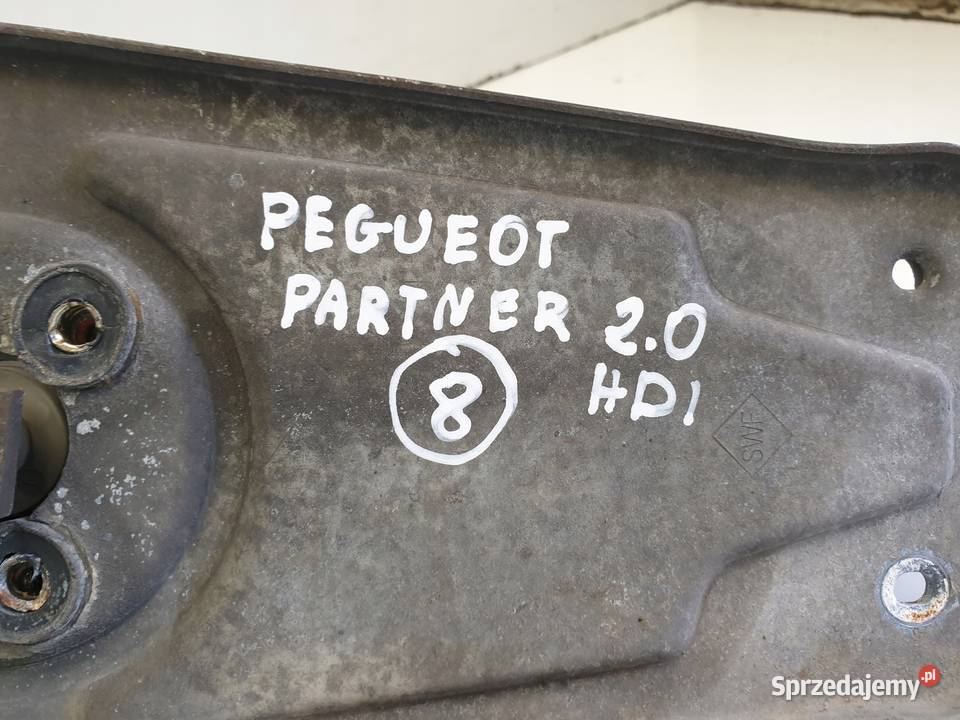 PEGUEOT
PARTNER 2.0
HDI
8
SWF
Sprzedajemy.pl